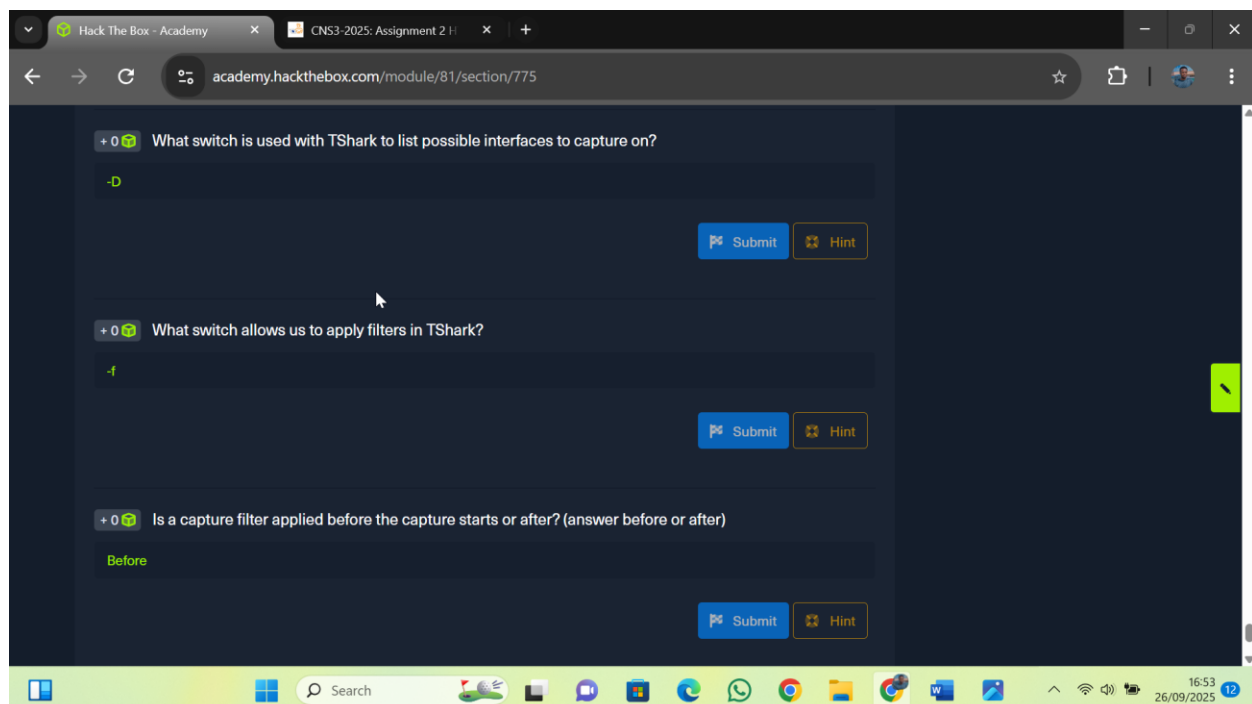 Hack The Box - Academy
CNS3-2025: Assignment 2 H
academy.hackthebox.com/module/81/section/775
+ 0 What switch is used with TShark to list possible interfaces to capture on?
-D
Submit Hint
+ 0 What switch allows us to apply filters in TShark?
-f
Submit Hint
+ 0 Is a capture filter applied before the capture starts or after? (answer before or after)
Before
Submit Hint
Search
16:53
26/09/2025
12